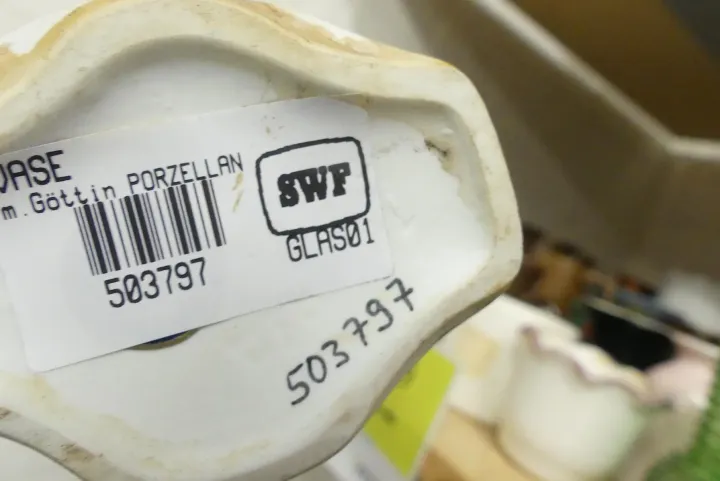 VASE
m.Göttin PORZELLAN
503797
SWF
GLAS01
503797